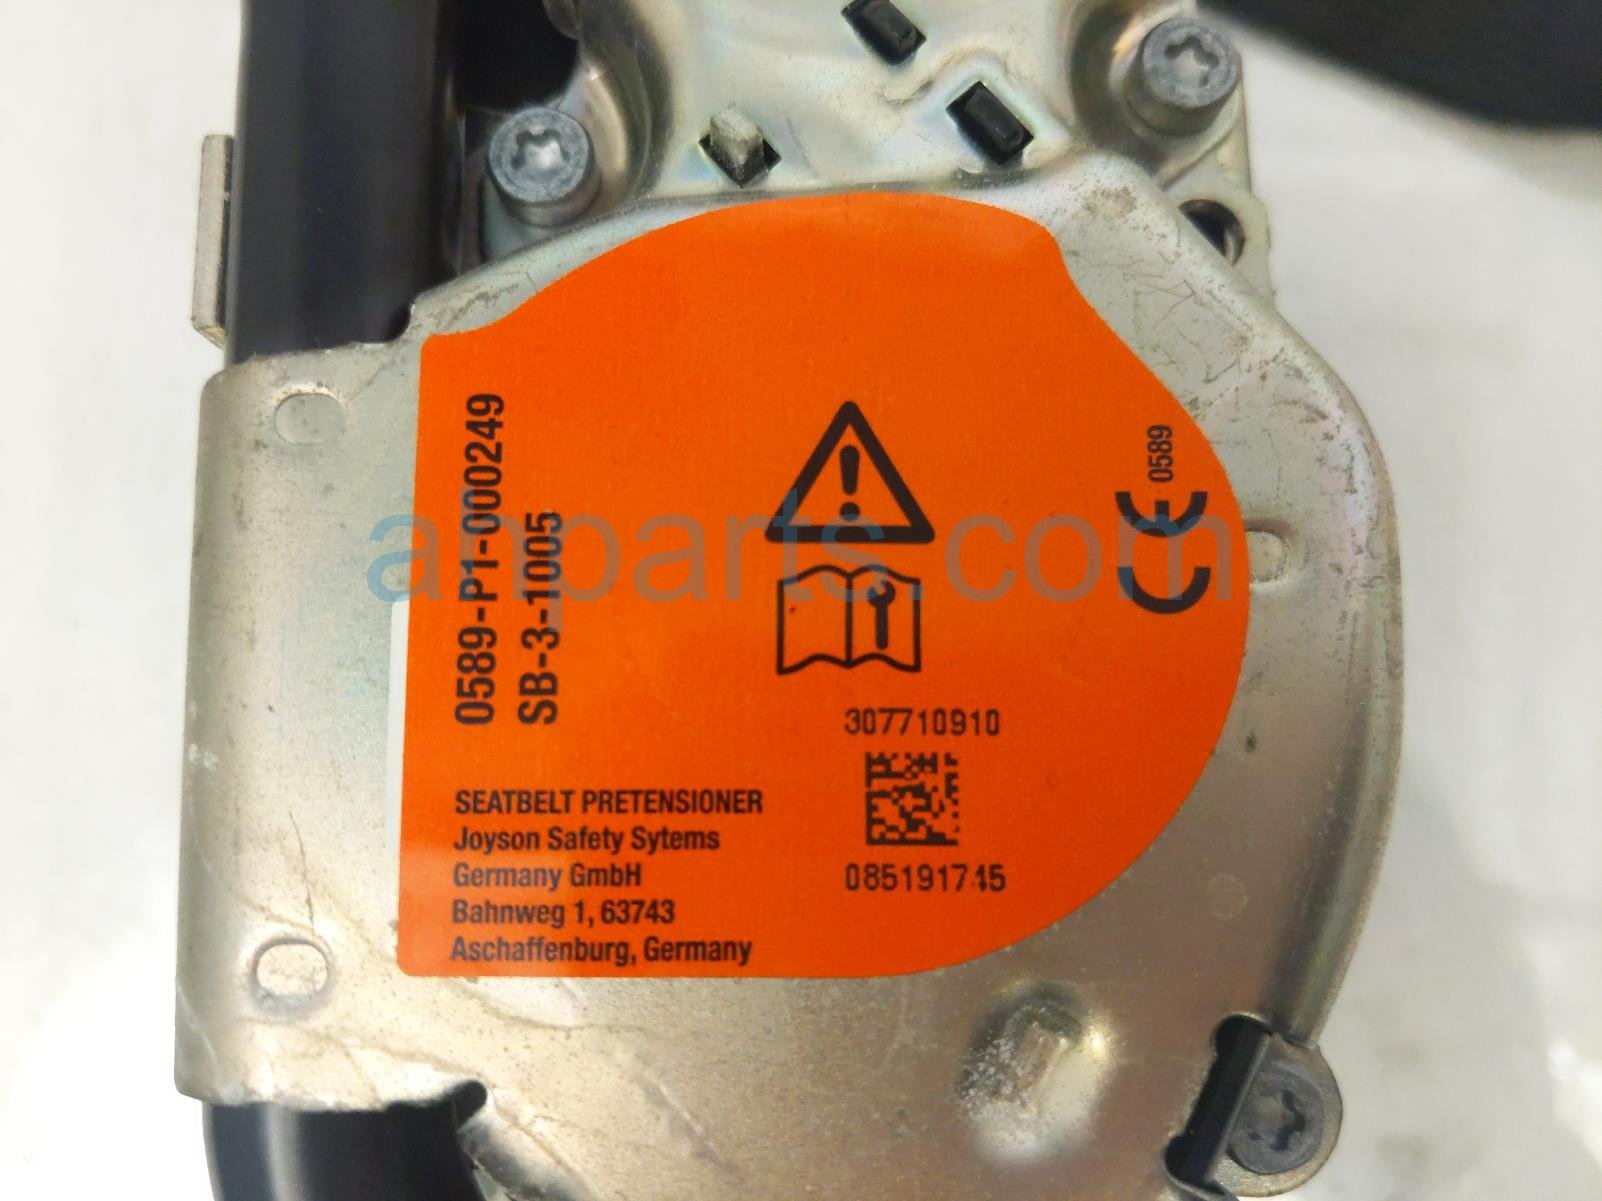 0589-P1-000249
SB-3-1005
CE 0589
anparts.com
307710910
085191745
SEATBELT PRETENSIONER
Joyson Safety Sytems
Germany GmbH
Bahnweg 1, 63743
Aschaffenburg, Germany